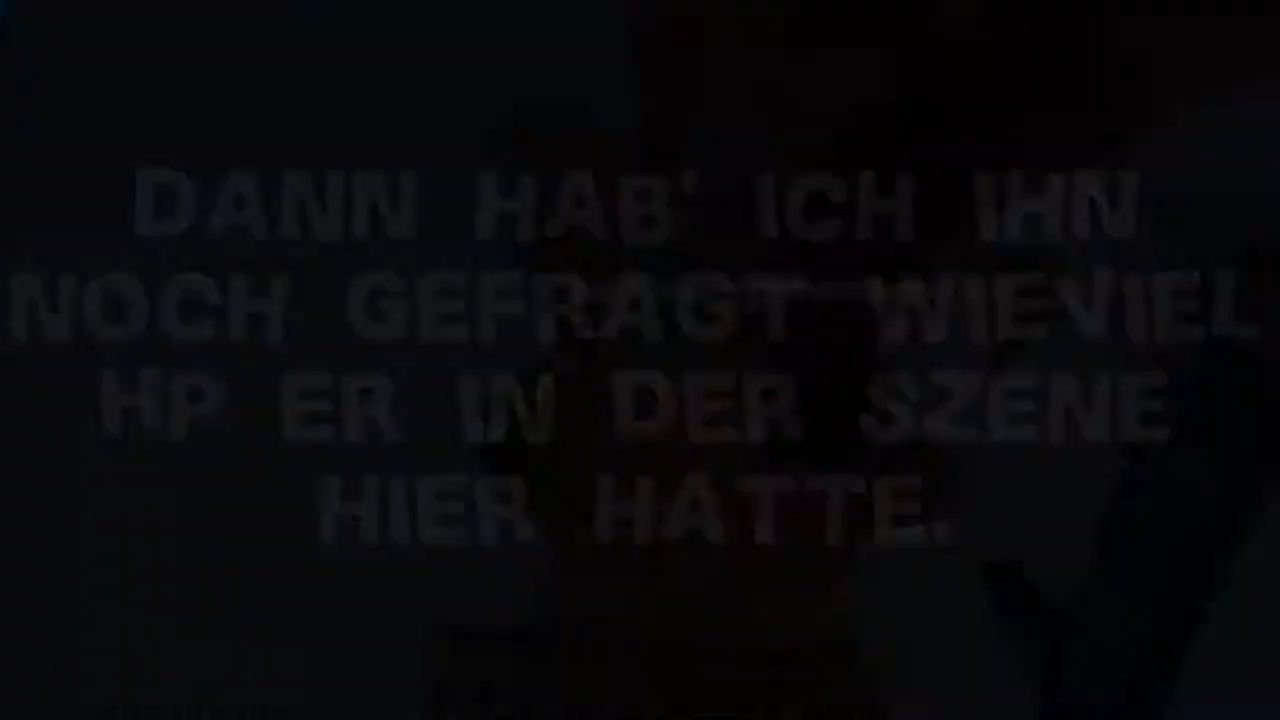 DANN HAB' ICH IHN
NOCH GEFRAGT WIEVIEL
HP ER IN DER SZENE
HIER HATTE.